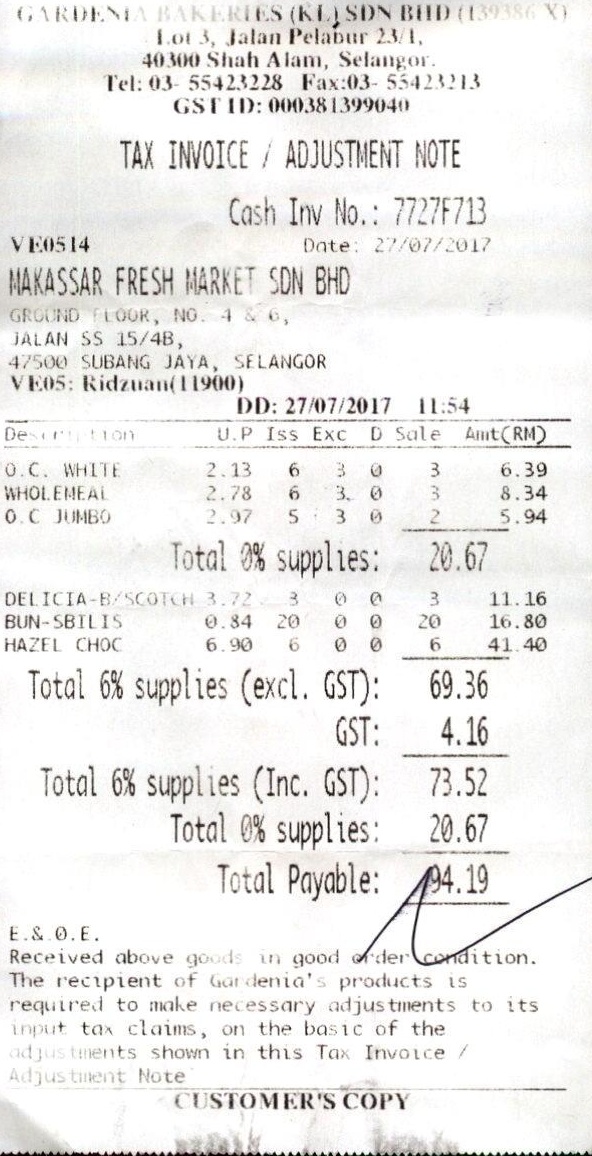 GARDENIA BAKERIES (KL) SDN BHD (139386 X)
Lot 3, Jalan Pelabur 23/1,
40300 Shah Alam, Selangor.
Tel: 03- 55423228 Fax:03- 55423213
GST ID: 000381399040
TAX INVOICE / ADJUSTMENT NOTE
Cash Inv No.: 7727F713
VE0514 Date: 27/07/2017
MAKASSAR FRESH MARKET SDN BHD
GROUND FLOOR, NO. 4 & 6,
JALAN SS 15/4B,
47500 SUBANG JAYA, SELANGOR
VE05: Ridzuan(11900)
DD: 27/07/2017 11:54
Description U.P Iss Exc D Sale Amt(RM)
O.C. WHITE 2.13 6 3 0 3 6.39
WHOLEMEAL 2.78 6 3 0 3 8.34
O.C JUMBO 2.97 5 3 0 2 5.94
Total 0% supplies: 20.67
DELICIA-B/SCOTCH 3.72 3 0 0 3 11.16
BUN-SBILIS 0.84 20 0 0 20 16.80
HAZEL CHOC 6.90 6 0 0 6 41.40
Total 6% supplies (excl. GST): 69.36
GST: 4.16
Total 6% supplies (Inc. GST): 73.52
Total 0% supplies: 20.67
Total Payable: 94.19
E.& O.E.
Received above goods in good order condition.
The recipient of Gardenia's products is
required to make necessary adjustments to its
input tax claims, on the basic of the
adjustments shown in this Tax Invoice /
Adjustment Note
CUSTOMER'S COPY